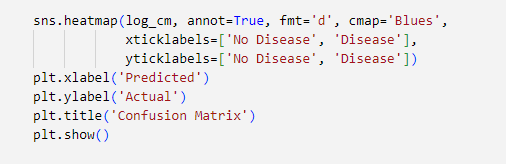 sns.heatmap(log_cm, annot=True, fmt='d', cmap='Blues',
            xticklabels=['No Disease', 'Disease'],
            yticklabels=['No Disease', 'Disease'])
plt.xlabel('Predicted')
plt.ylabel('Actual')
plt.title('Confusion Matrix')
plt.show()